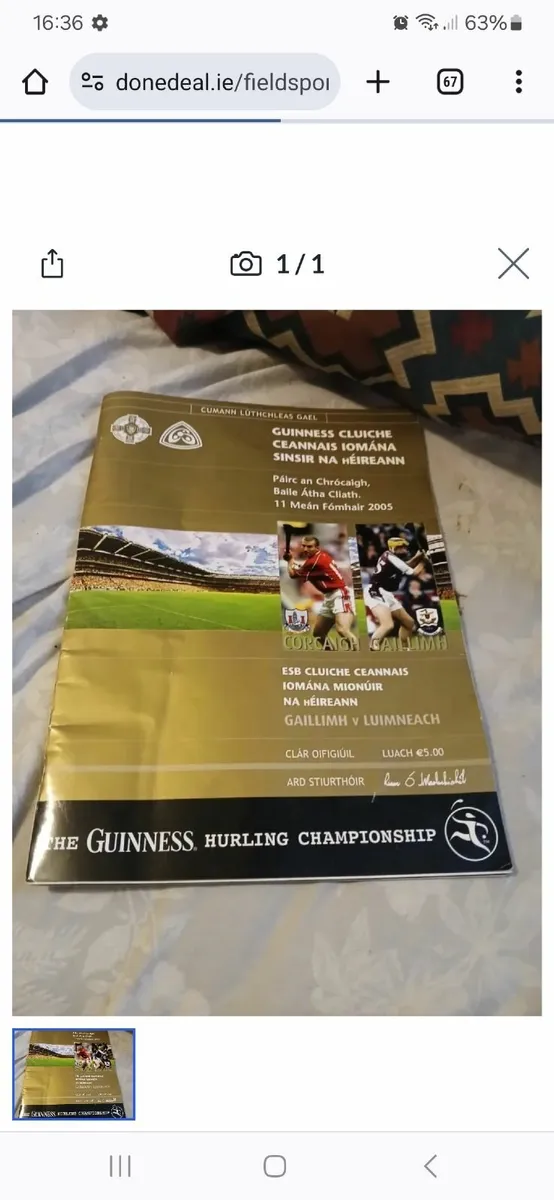 16:36
63%
donedeal.ie/fieldspor
67
1 / 1
CUMANN LÚTHCHLEAS GAEL
GUINNESS CLUICHE
CEANNAIS IOMÁNA
SINSIR NA hÉIREANN
Páirc an Chrócaigh,
Baile Átha Cliath.
11 Meán Fómhair 2005
CORCAIGH GAILLIMH
ESB CLUICHE CEANNAIS
IOMÁNA MIONÚIR
NA hÉIREANN
GAILLIMH v LUIMNEACH
CLÁR OIFIGIÚIL LUACH €5.00
ARD STIURTHÓIR
THE GUINNESS® HURLING CHAMPIONSHIP